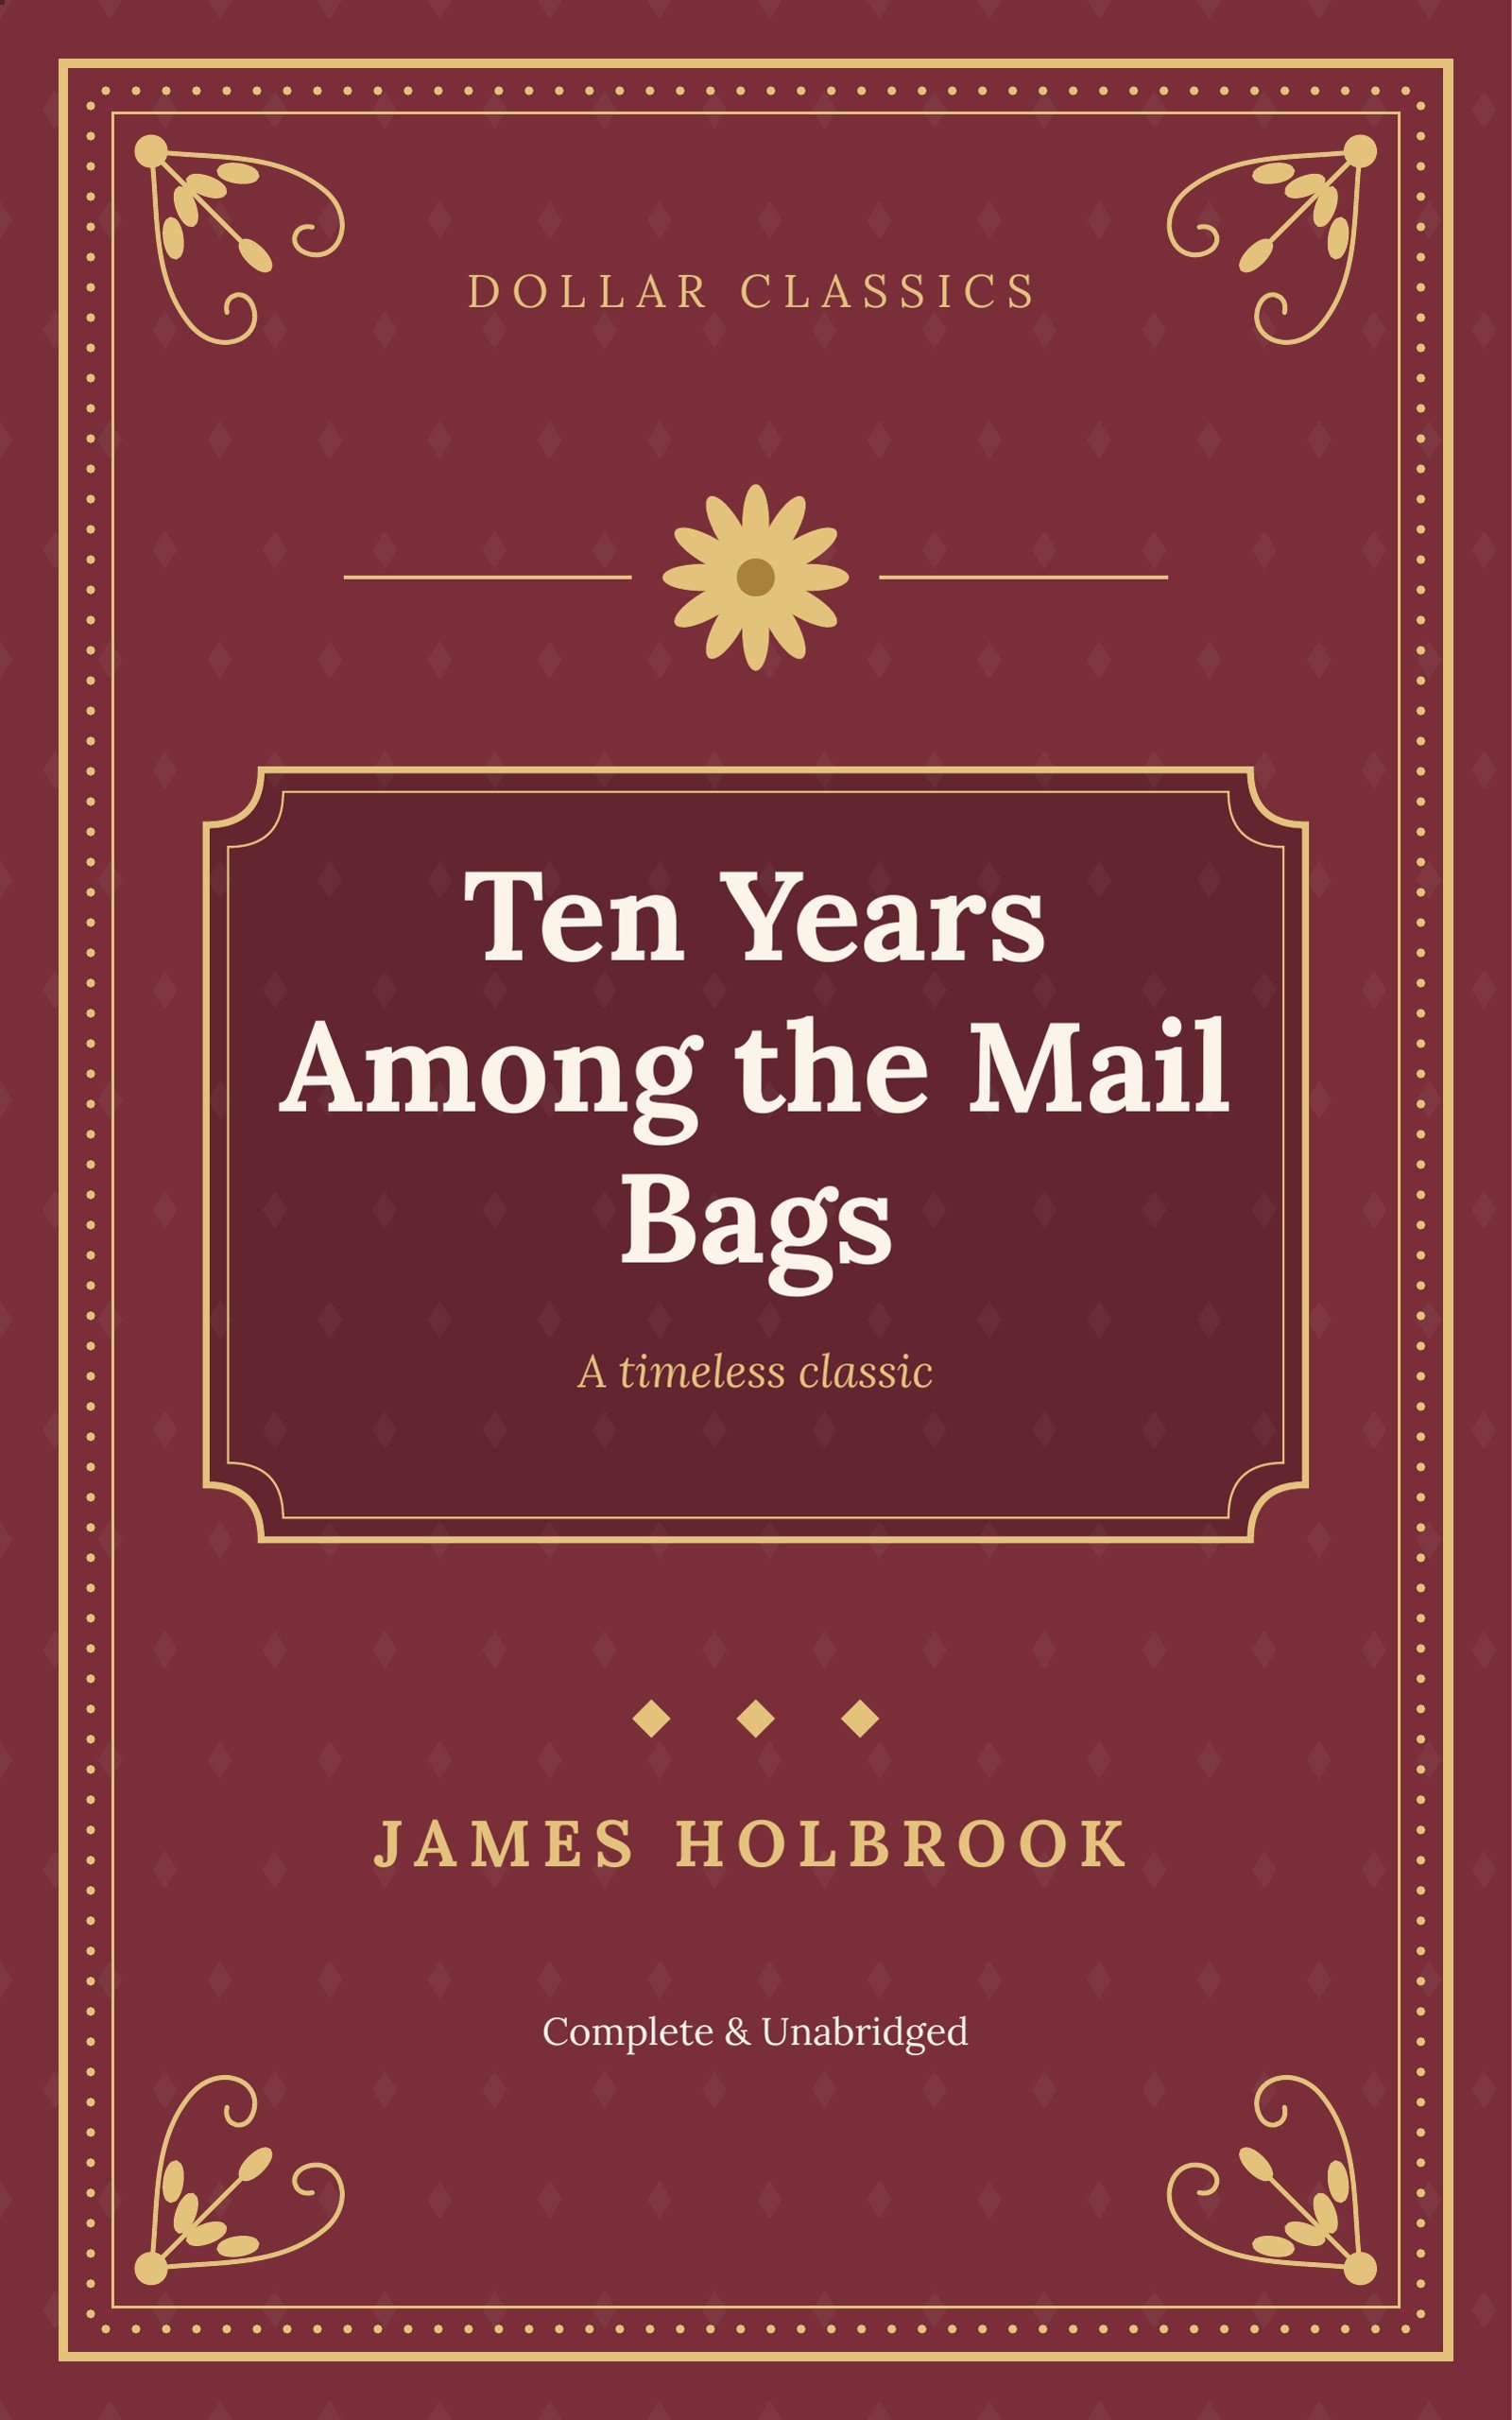 DOLLAR CLASSICS
Ten Years
Among the Mail
Bags
A timeless classic
JAMES HOLBROOK
Complete & Unabridged